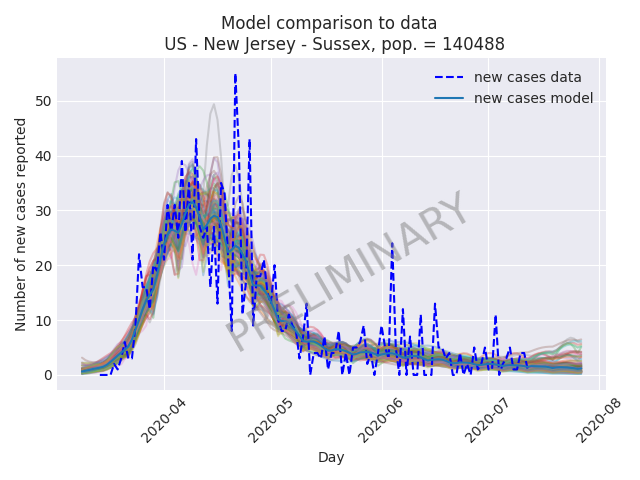 Model comparison to data
US - New Jersey - Sussex, pop. = 140488
new cases data
new cases model
Number of new cases reported
50
40
30
20
10
0
PRELIMINARY
2020-04
2020-05
2020-06
2020-07
2020-08
Day